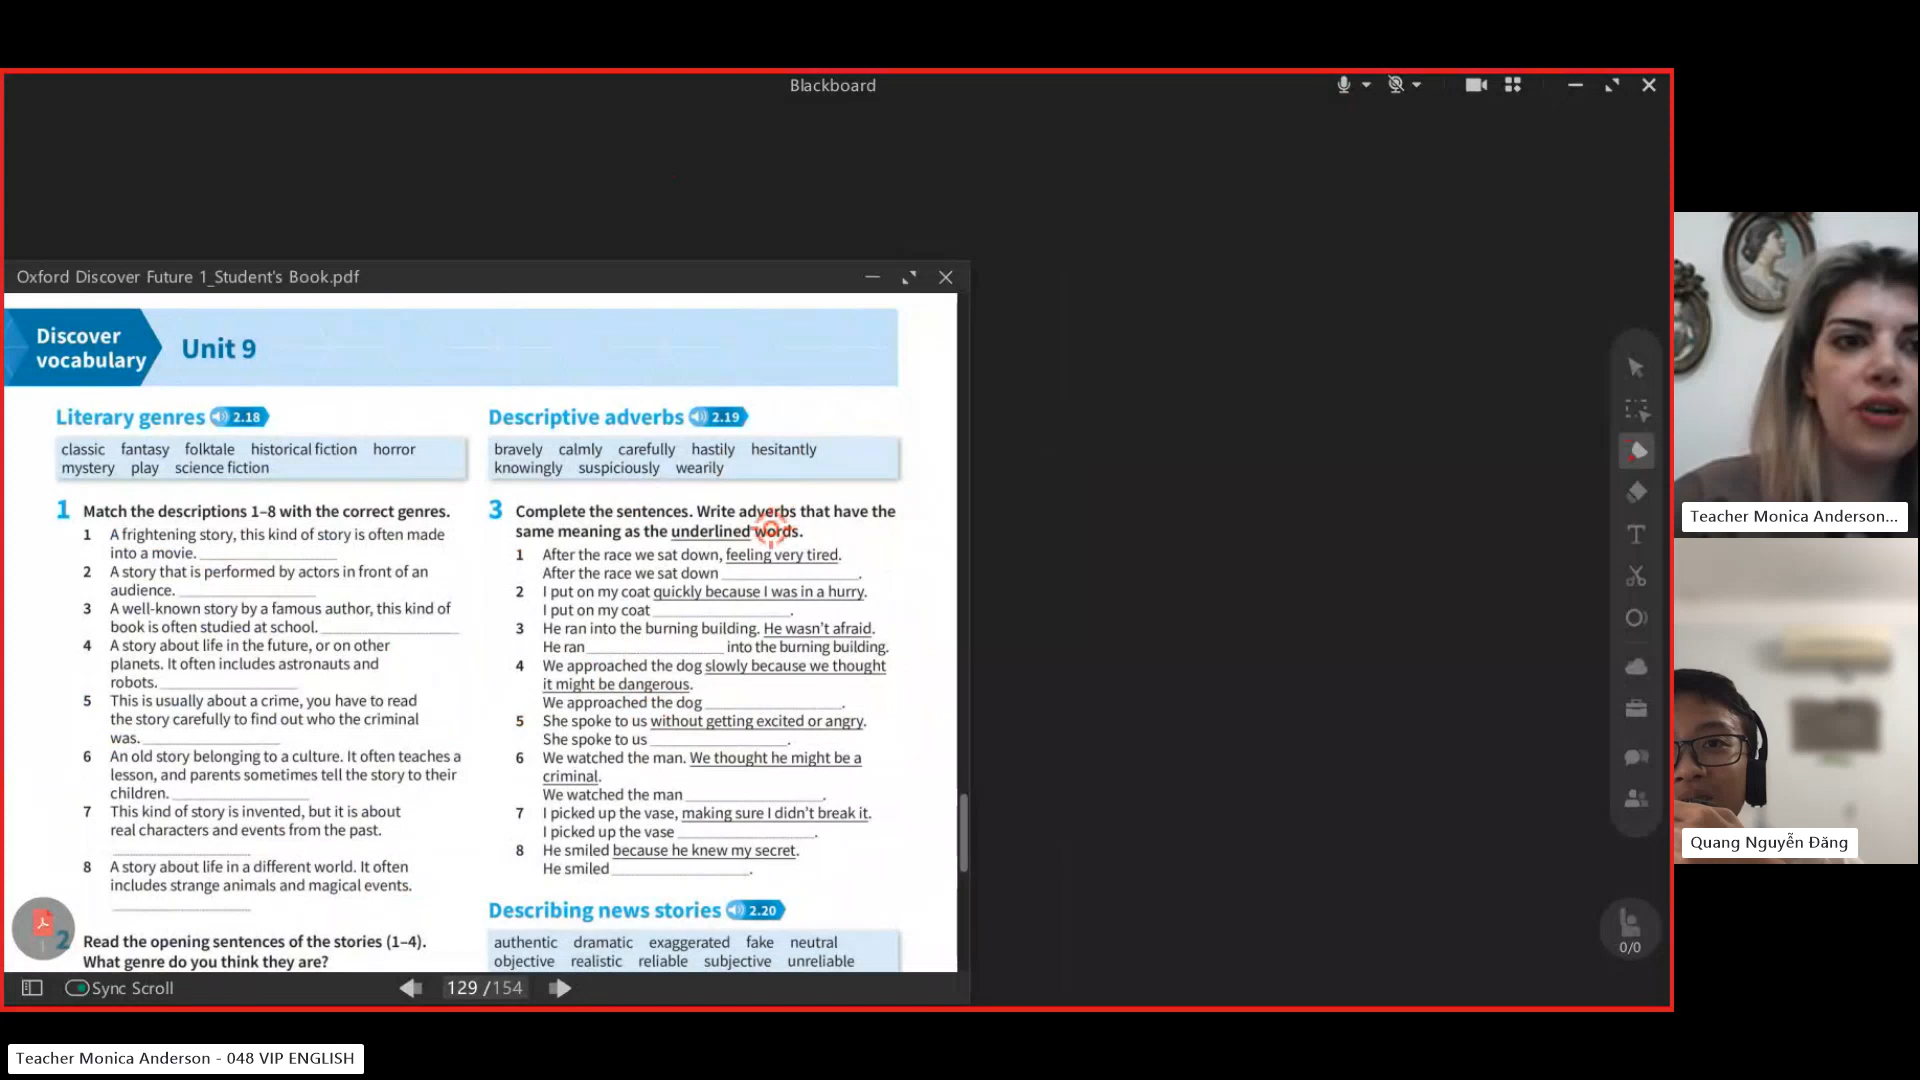 Blackboard
Oxford Discover Future 1_Student's Book.pdf
Discover
vocabulary
Unit 9
Literary genres 2.18
classic fantasy folktale historical fiction horror
mystery play science fiction
1 Match the descriptions 1–8 with the correct genres.
1 A frightening story, this kind of story is often made
into a movie.
2 A story that is performed by actors in front of an
audience.
3 A well-known story by a famous author, this kind of
book is often studied at school.
4 A story about life in the future, or on other
planets. It often includes astronauts and
robots.
5 This is usually about a crime, you have to read
the story carefully to find out who the criminal
was.
6 An old story belonging to a culture. It often teaches a
lesson, and parents sometimes tell the story to their
children.
7 This kind of story is invented, but it is about
real characters and events from the past.
8 A story about life in a different world. It often
includes strange animals and magical events.
2 Read the opening sentences of the stories (1–4).
What genre do you think they are?
Descriptive adverbs 2.19
bravely calmly carefully hastily hesitantly
knowingly suspiciously wearily
3 Complete the sentences. Write adverbs that have the
same meaning as the underlined words.
1 After the race we sat down, feeling very tired.
After the race we sat down .
2 I put on my coat quickly because I was in a hurry.
I put on my coat .
3 He ran into the burning building. He wasn't afraid.
He ran into the burning building.
4 We approached the dog slowly because we thought
it might be dangerous.
We approached the dog .
5 She spoke to us without getting excited or angry.
She spoke to us .
6 We watched the man. We thought he might be a
criminal.
We watched the man .
7 I picked up the vase, making sure I didn't break it.
I picked up the vase .
8 He smiled because he knew my secret.
He smiled .
Describing news stories 2.20
authentic dramatic exaggerated fake neutral
objective realistic reliable subjective unreliable
Sync Scroll
129 /154
0/0
Teacher Monica Anderson...
Quang Nguyễn Đăng
Teacher Monica Anderson - 048 VIP ENGLISH